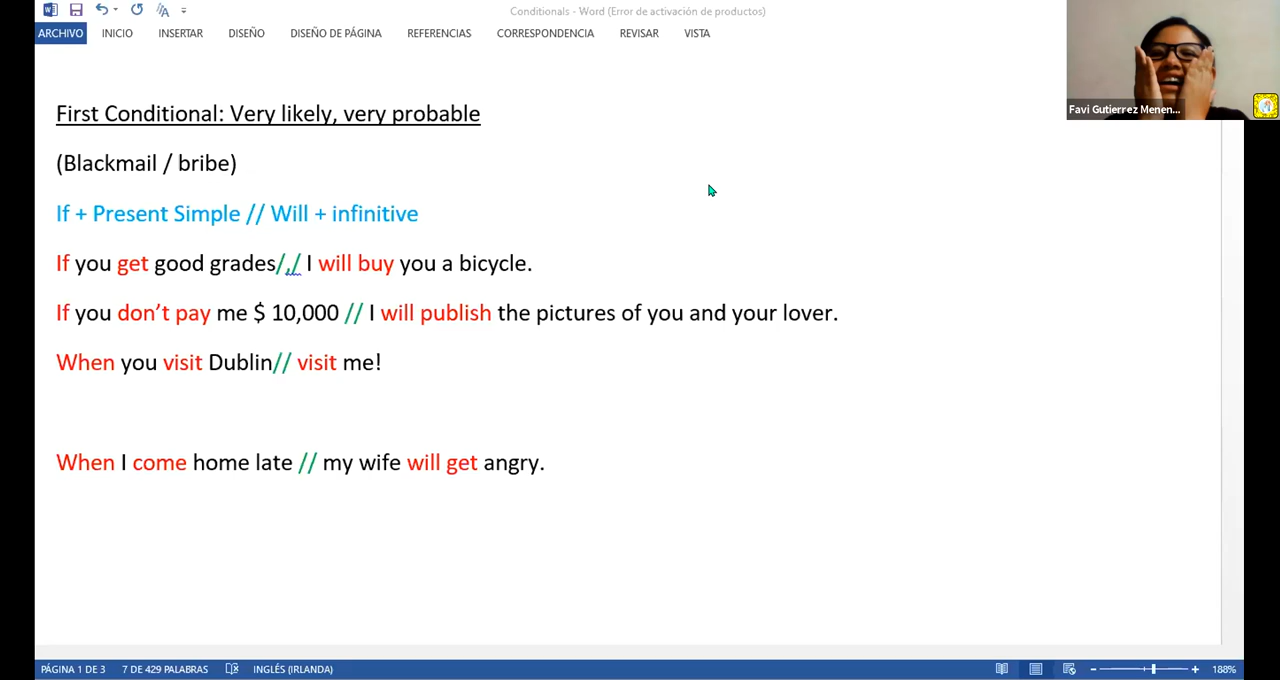 Conditionals - Word (Error de activación de productos)
ARCHIVO INICIO INSERTAR DISEÑO DISEÑO DE PÁGINA REFERENCIAS CORRESPONDENCIA REVISAR VISTA
Favi Gutierrez Menen...
First Conditional: Very likely, very probable
(Blackmail / bribe)
If + Present Simple // Will + infinitive
If you get good grades/,/ I will buy you a bicycle.
If you don’t pay me $ 10,000 // I will publish the pictures of you and your lover.
When you visit Dublin// visit me!
When I come home late // my wife will get angry.
PÁGINA 1 DE 3 7 DE 429 PALABRAS INGLÉS (IRLANDA) 188%